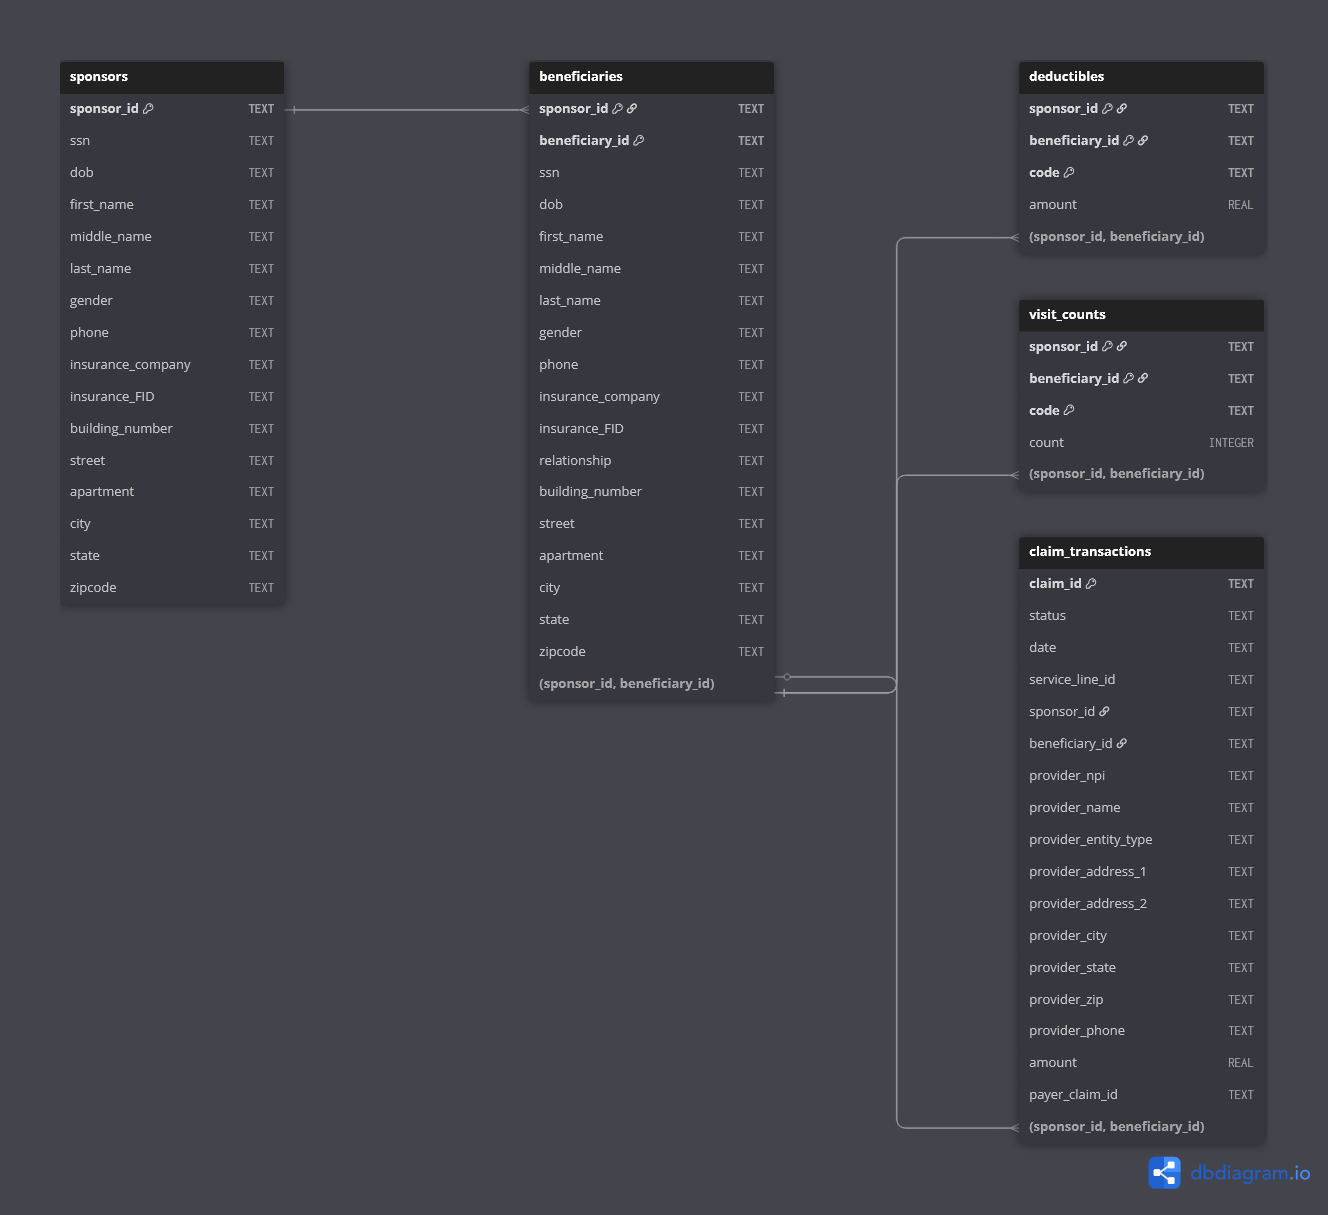 sponsors
sponsor_id TEXT
ssn TEXT
dob TEXT
first_name TEXT
middle_name TEXT
last_name TEXT
gender TEXT
phone TEXT
insurance_company TEXT
insurance_FID TEXT
building_number TEXT
street TEXT
apartment TEXT
city TEXT
state TEXT
zipcode TEXT
beneficiaries
sponsor_id TEXT
beneficiary_id TEXT
ssn TEXT
dob TEXT
first_name TEXT
middle_name TEXT
last_name TEXT
gender TEXT
phone TEXT
insurance_company TEXT
insurance_FID TEXT
relationship TEXT
building_number TEXT
street TEXT
apartment TEXT
city TEXT
state TEXT
zipcode TEXT
(sponsor_id, beneficiary_id)
deductibles
sponsor_id TEXT
beneficiary_id TEXT
code TEXT
amount REAL
(sponsor_id, beneficiary_id)
visit_counts
sponsor_id TEXT
beneficiary_id TEXT
code TEXT
count INTEGER
(sponsor_id, beneficiary_id)
claim_transactions
claim_id TEXT
status TEXT
date TEXT
service_line_id TEXT
sponsor_id TEXT
beneficiary_id TEXT
provider_npi TEXT
provider_name TEXT
provider_entity_type TEXT
provider_address_1 TEXT
provider_address_2 TEXT
provider_city TEXT
provider_state TEXT
provider_zip TEXT
provider_phone TEXT
amount REAL
payer_claim_id TEXT
(sponsor_id, beneficiary_id)
dbdiagram.io